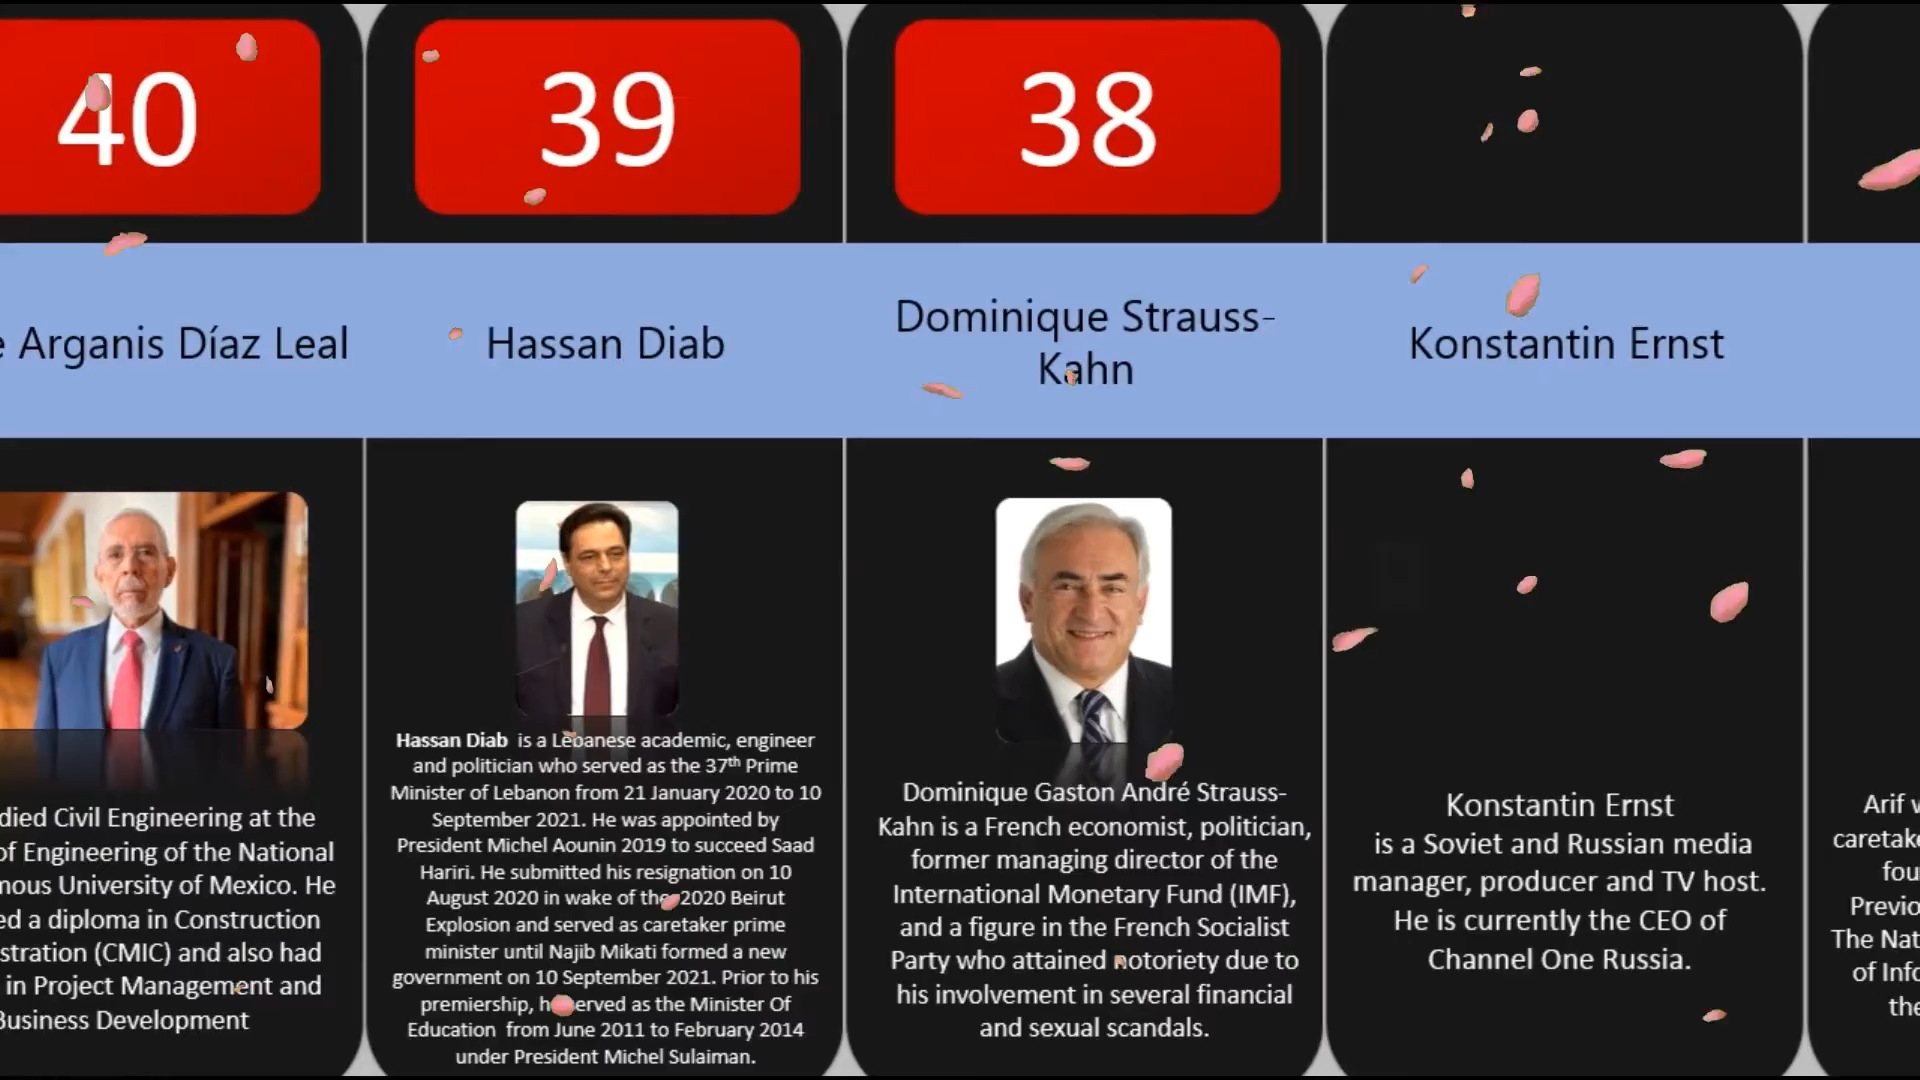 40
e Arganis Díaz Leal
died Civil Engineering at the
of Engineering of the National
mous University of Mexico. He
ed a diploma in Construction
stration (CMIC) and also had
in Project Management and
Business Development
39
Hassan Diab
Hassan Diab is a Lebanese academic, engineer
and politician who served as the 37th Prime
Minister of Lebanon from 21 January 2020 to 10
September 2021. He was appointed by
President Michel Aounin 2019 to succeed Saad
Hariri. He submitted his resignation on 10
August 2020 in wake of the 2020 Beirut
Explosion and served as caretaker prime
minister until Najib Mikati formed a new
government on 10 September 2021. Prior to his
premiership, he served as the Minister Of
Education from June 2011 to February 2014
under President Michel Sulaiman.
38
Dominique Strauss-
Kahn
Dominique Gaston André Strauss-
Kahn is a French economist, politician,
former managing director of the
International Monetary Fund (IMF),
and a figure in the French Socialist
Party who attained notoriety due to
his involvement in several financial
and sexual scandals.
Konstantin Ernst
Konstantin Ernst
is a Soviet and Russian media
manager, producer and TV host.
He is currently the CEO of
Channel One Russia.
Arif
caretake
fou
Previo
The Nat
of Info
the